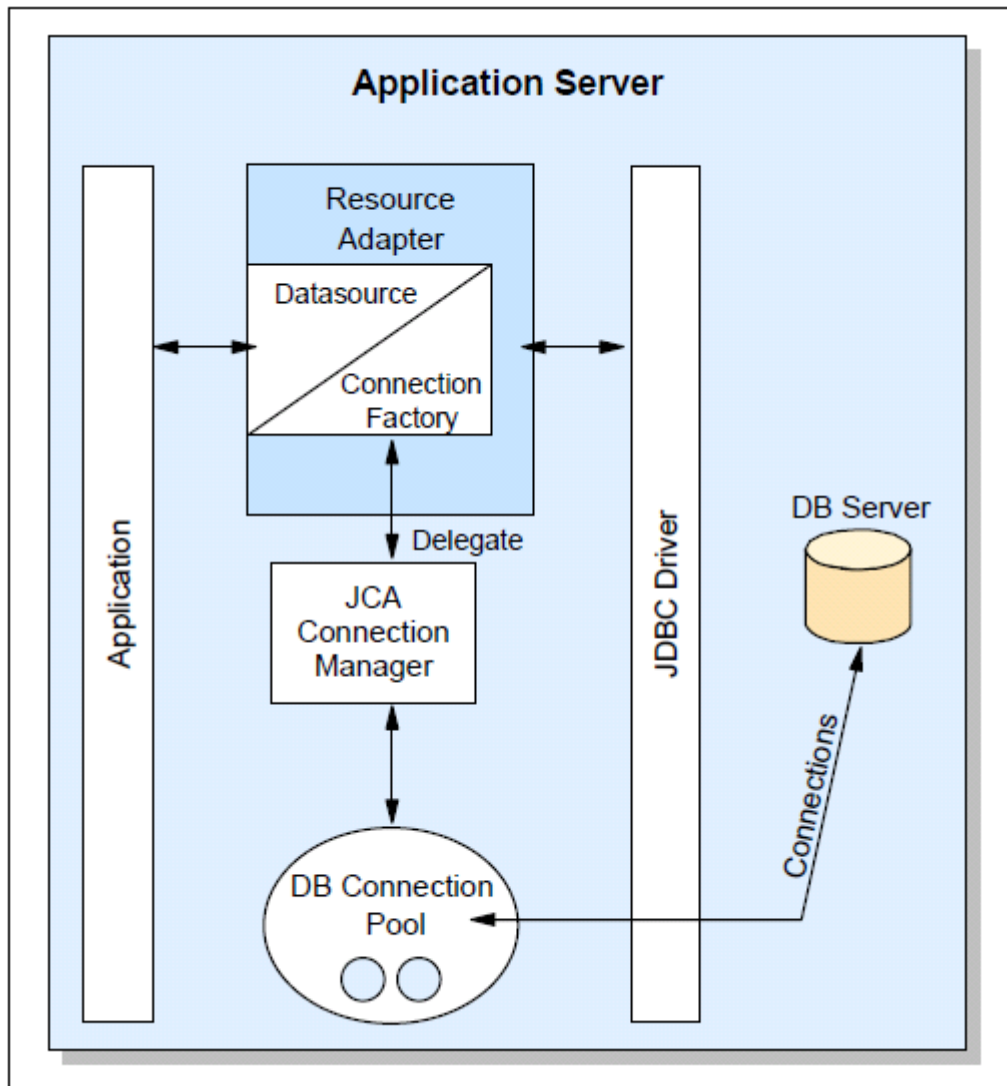 Application Server
Resource
Adapter
Datasource
Connection
Factory
Application
Delegate
JCA
Connection
Manager
JDBC Driver
DB Server
Connections
DB Connection
Pool